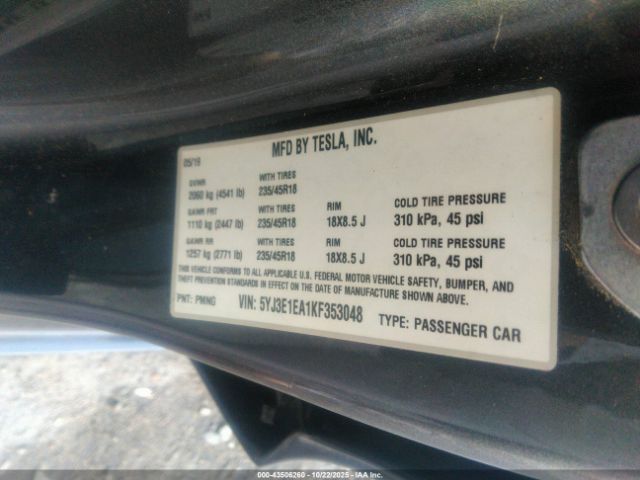 MFD BY TESLA, INC.
05/19
GVWR WITH TIRES
2060 kg (4541 lb) 235/45R18
GAWR FRT WITH TIRES RIM COLD TIRE PRESSURE
1110 kg (2447 lb) 235/45R18 18X8.5 J 310 kPa, 45 psi
GAWR RR WITH TIRES RIM COLD TIRE PRESSURE
1257 kg (2771 lb) 235/45R18 18X8.5 J 310 kPa, 45 psi
THIS VEHICLE CONFORMS TO ALL APPLICABLE U.S. FEDERAL MOTOR VEHICLE SAFETY, BUMPER, AND
THEFT PREVENTION STANDARDS IN EFFECT ON THE DATE OF MANUFACTURE SHOWN ABOVE.
PNT: PMNG VIN: 5YJ3E1EA1KF353048 TYPE: PASSENGER CAR
000-43506260 - 10/22/2025 - IAA Inc.